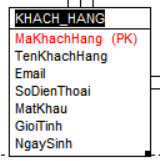 KHACH_HANG
MaKhachHang (PK)
TenKhachHang
Email
SoDienThoai
MatKhau
GioiTinh
NgaySinh